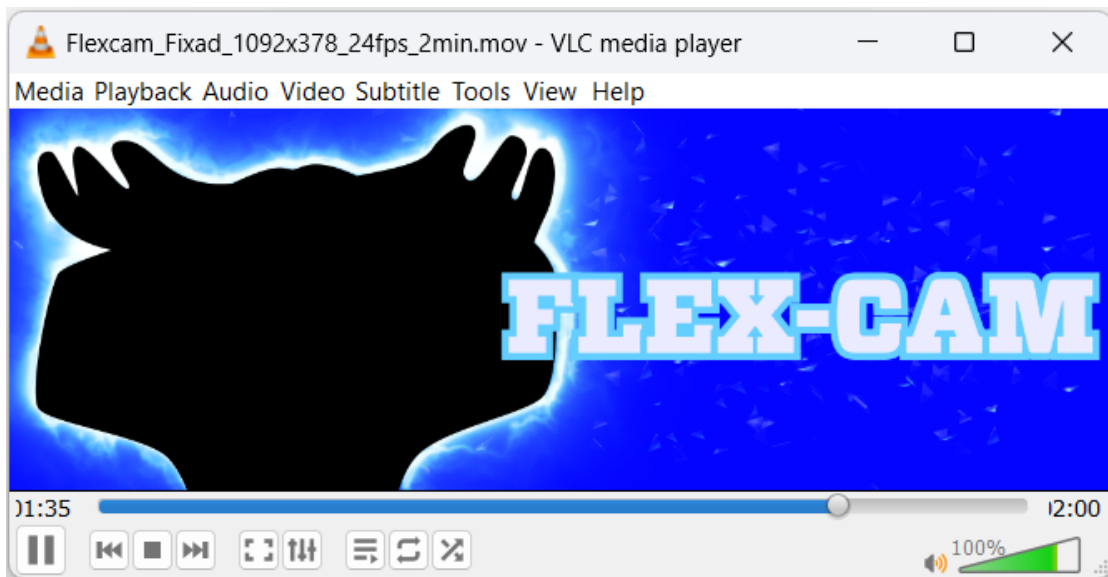 Flexcam_Fixad_1092x378_24fps_2min.mov - VLC media player
Media Playback Audio Video Subtitle Tools View Help
FLEX-CAM
01:35 02:00
100%